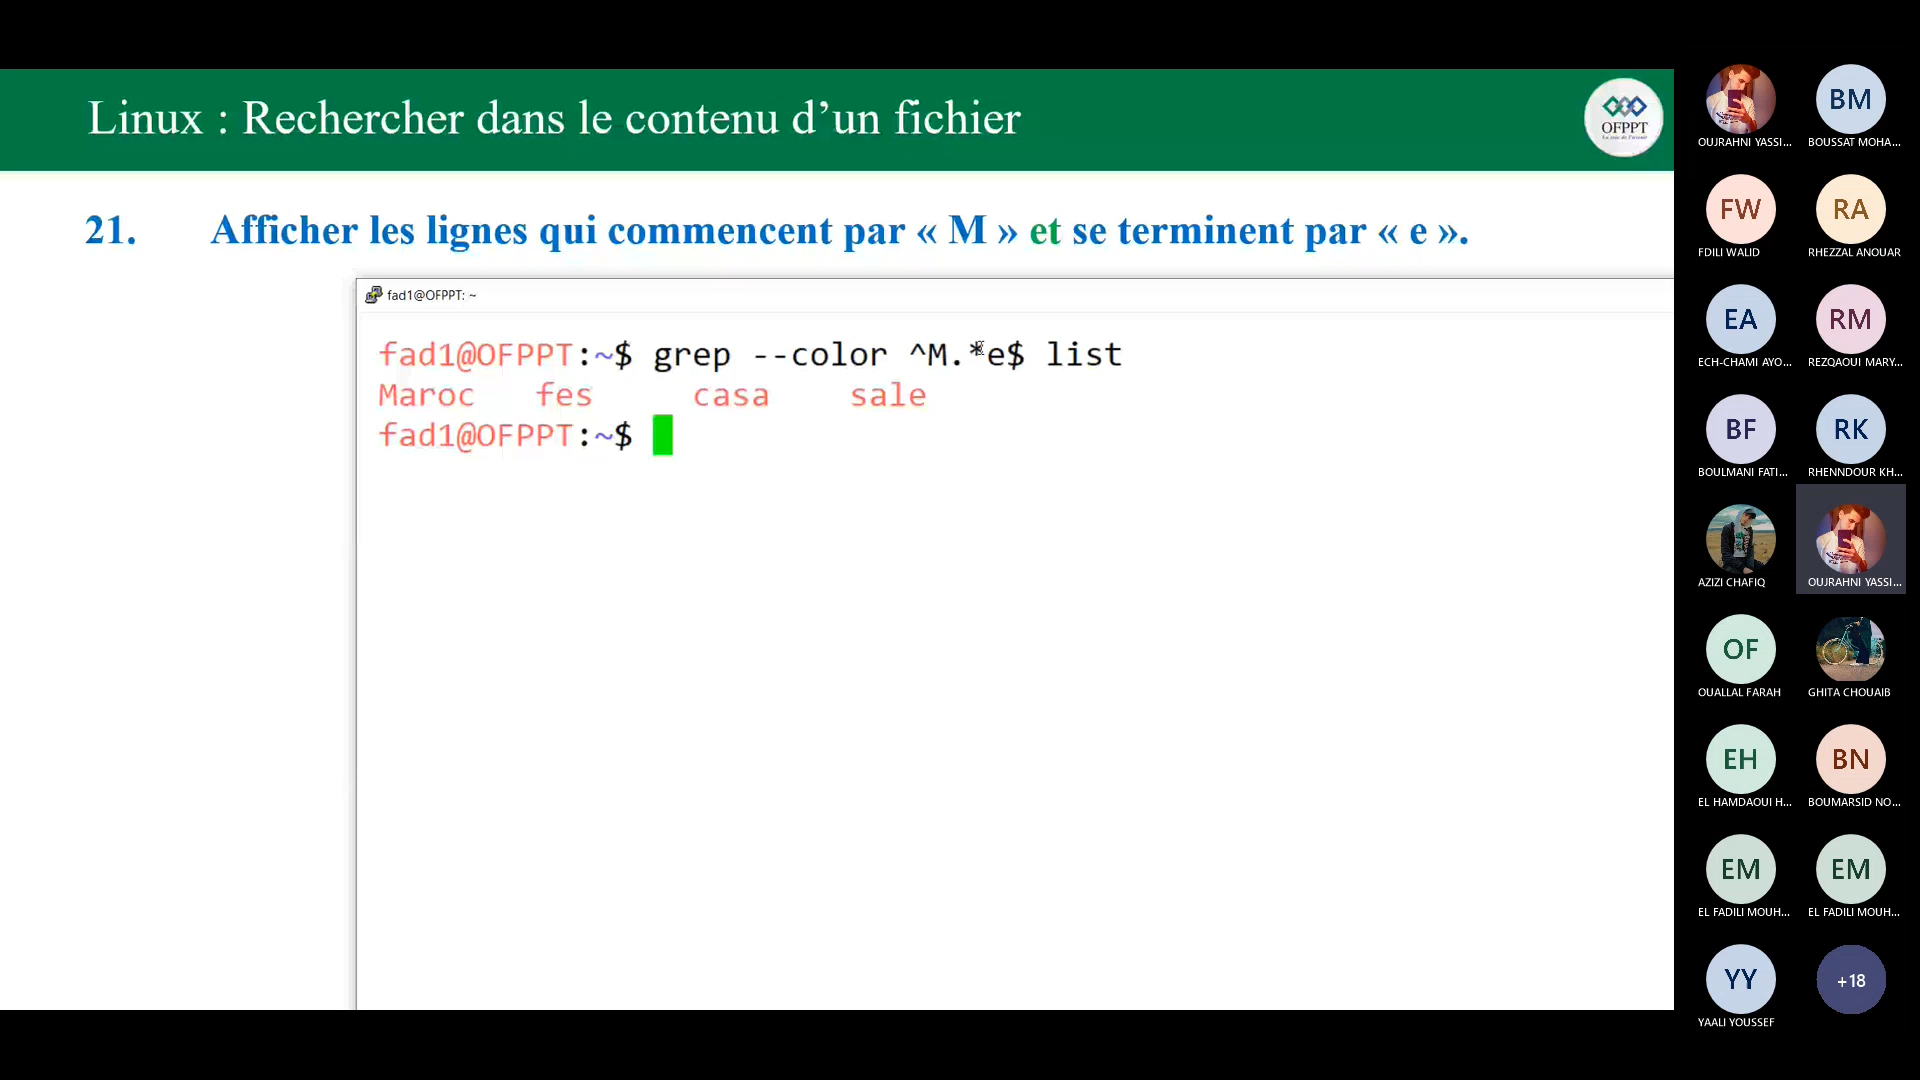 Linux : Rechercher dans le contenu d’un fichier
OFPPT
21. Afficher les lignes qui commencent par « M » et se terminent par « e ».
fad1@OFPPT: ~
fad1@OFPPT:~$ grep --color ^M.*e$ list
Maroc fes casa sale
fad1@OFPPT:~$
OUJRAHNI YASSI...
BM
BOUSSAT MOHA...
FW
FDILI WALID
RA
RHEZZAL ANOUAR
EA
ECH-CHAMI AYO...
RM
REZQAOUI MARY...
BF
BOULMANI FATI...
RK
RHENNDOUR KH...
AZIZI CHAFIQ
OUJRAHNI YASSI...
OF
OUALLAL FARAH
GHITA CHOUAIB
EH
EL HAMDAOUI H...
BN
BOUMARSID NO...
EM
EL FADILI MOUH...
EM
EL FADILI MOUH...
YY
YAALI YOUSSEF
+18